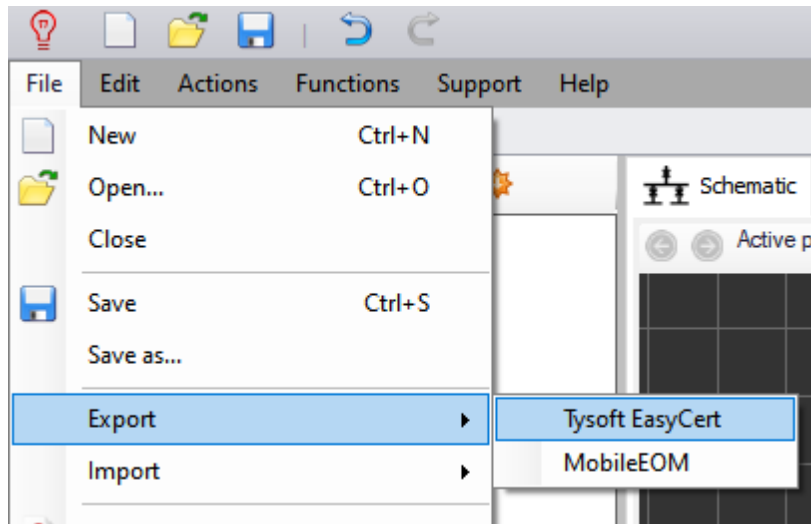 File Edit Actions Functions Support Help
New Ctrl+N
Open... Ctrl+O
Schematic
Close
Active p
Save Ctrl+S
Save as...
Export
Tysoft EasyCert
Import
MobileEOM